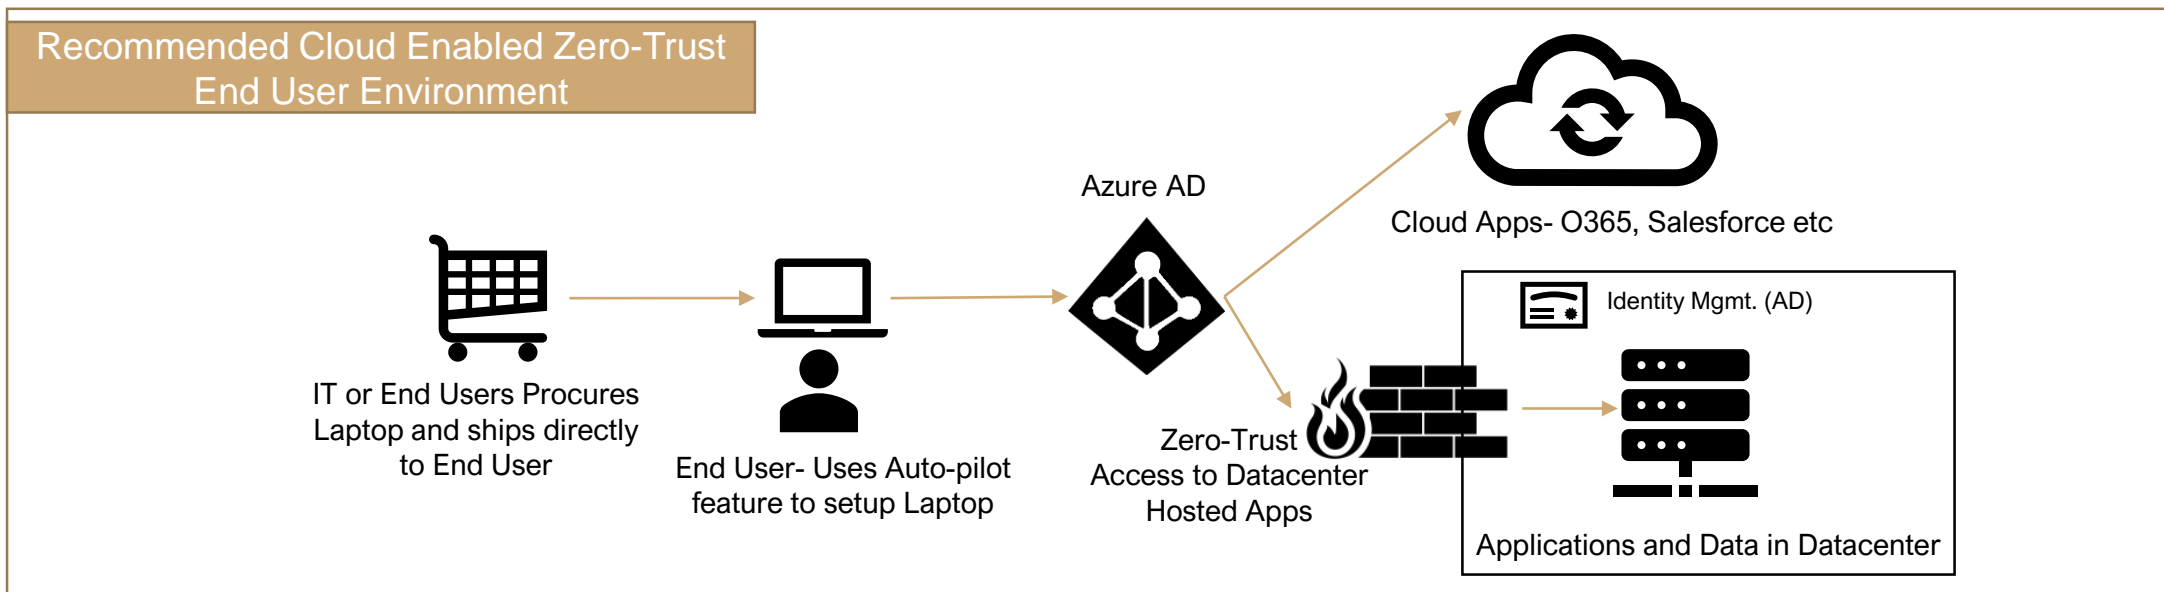 Recommended Cloud Enabled Zero-Trust
End User Environment
IT or End Users Procures
Laptop and ships directly
to End User
End User- Uses Auto-pilot
feature to setup Laptop
Azure AD
Cloud Apps- O365, Salesforce etc
Zero-Trust
Access to Datacenter
Hosted Apps
Identity Mgmt. (AD)
Applications and Data in Datacenter